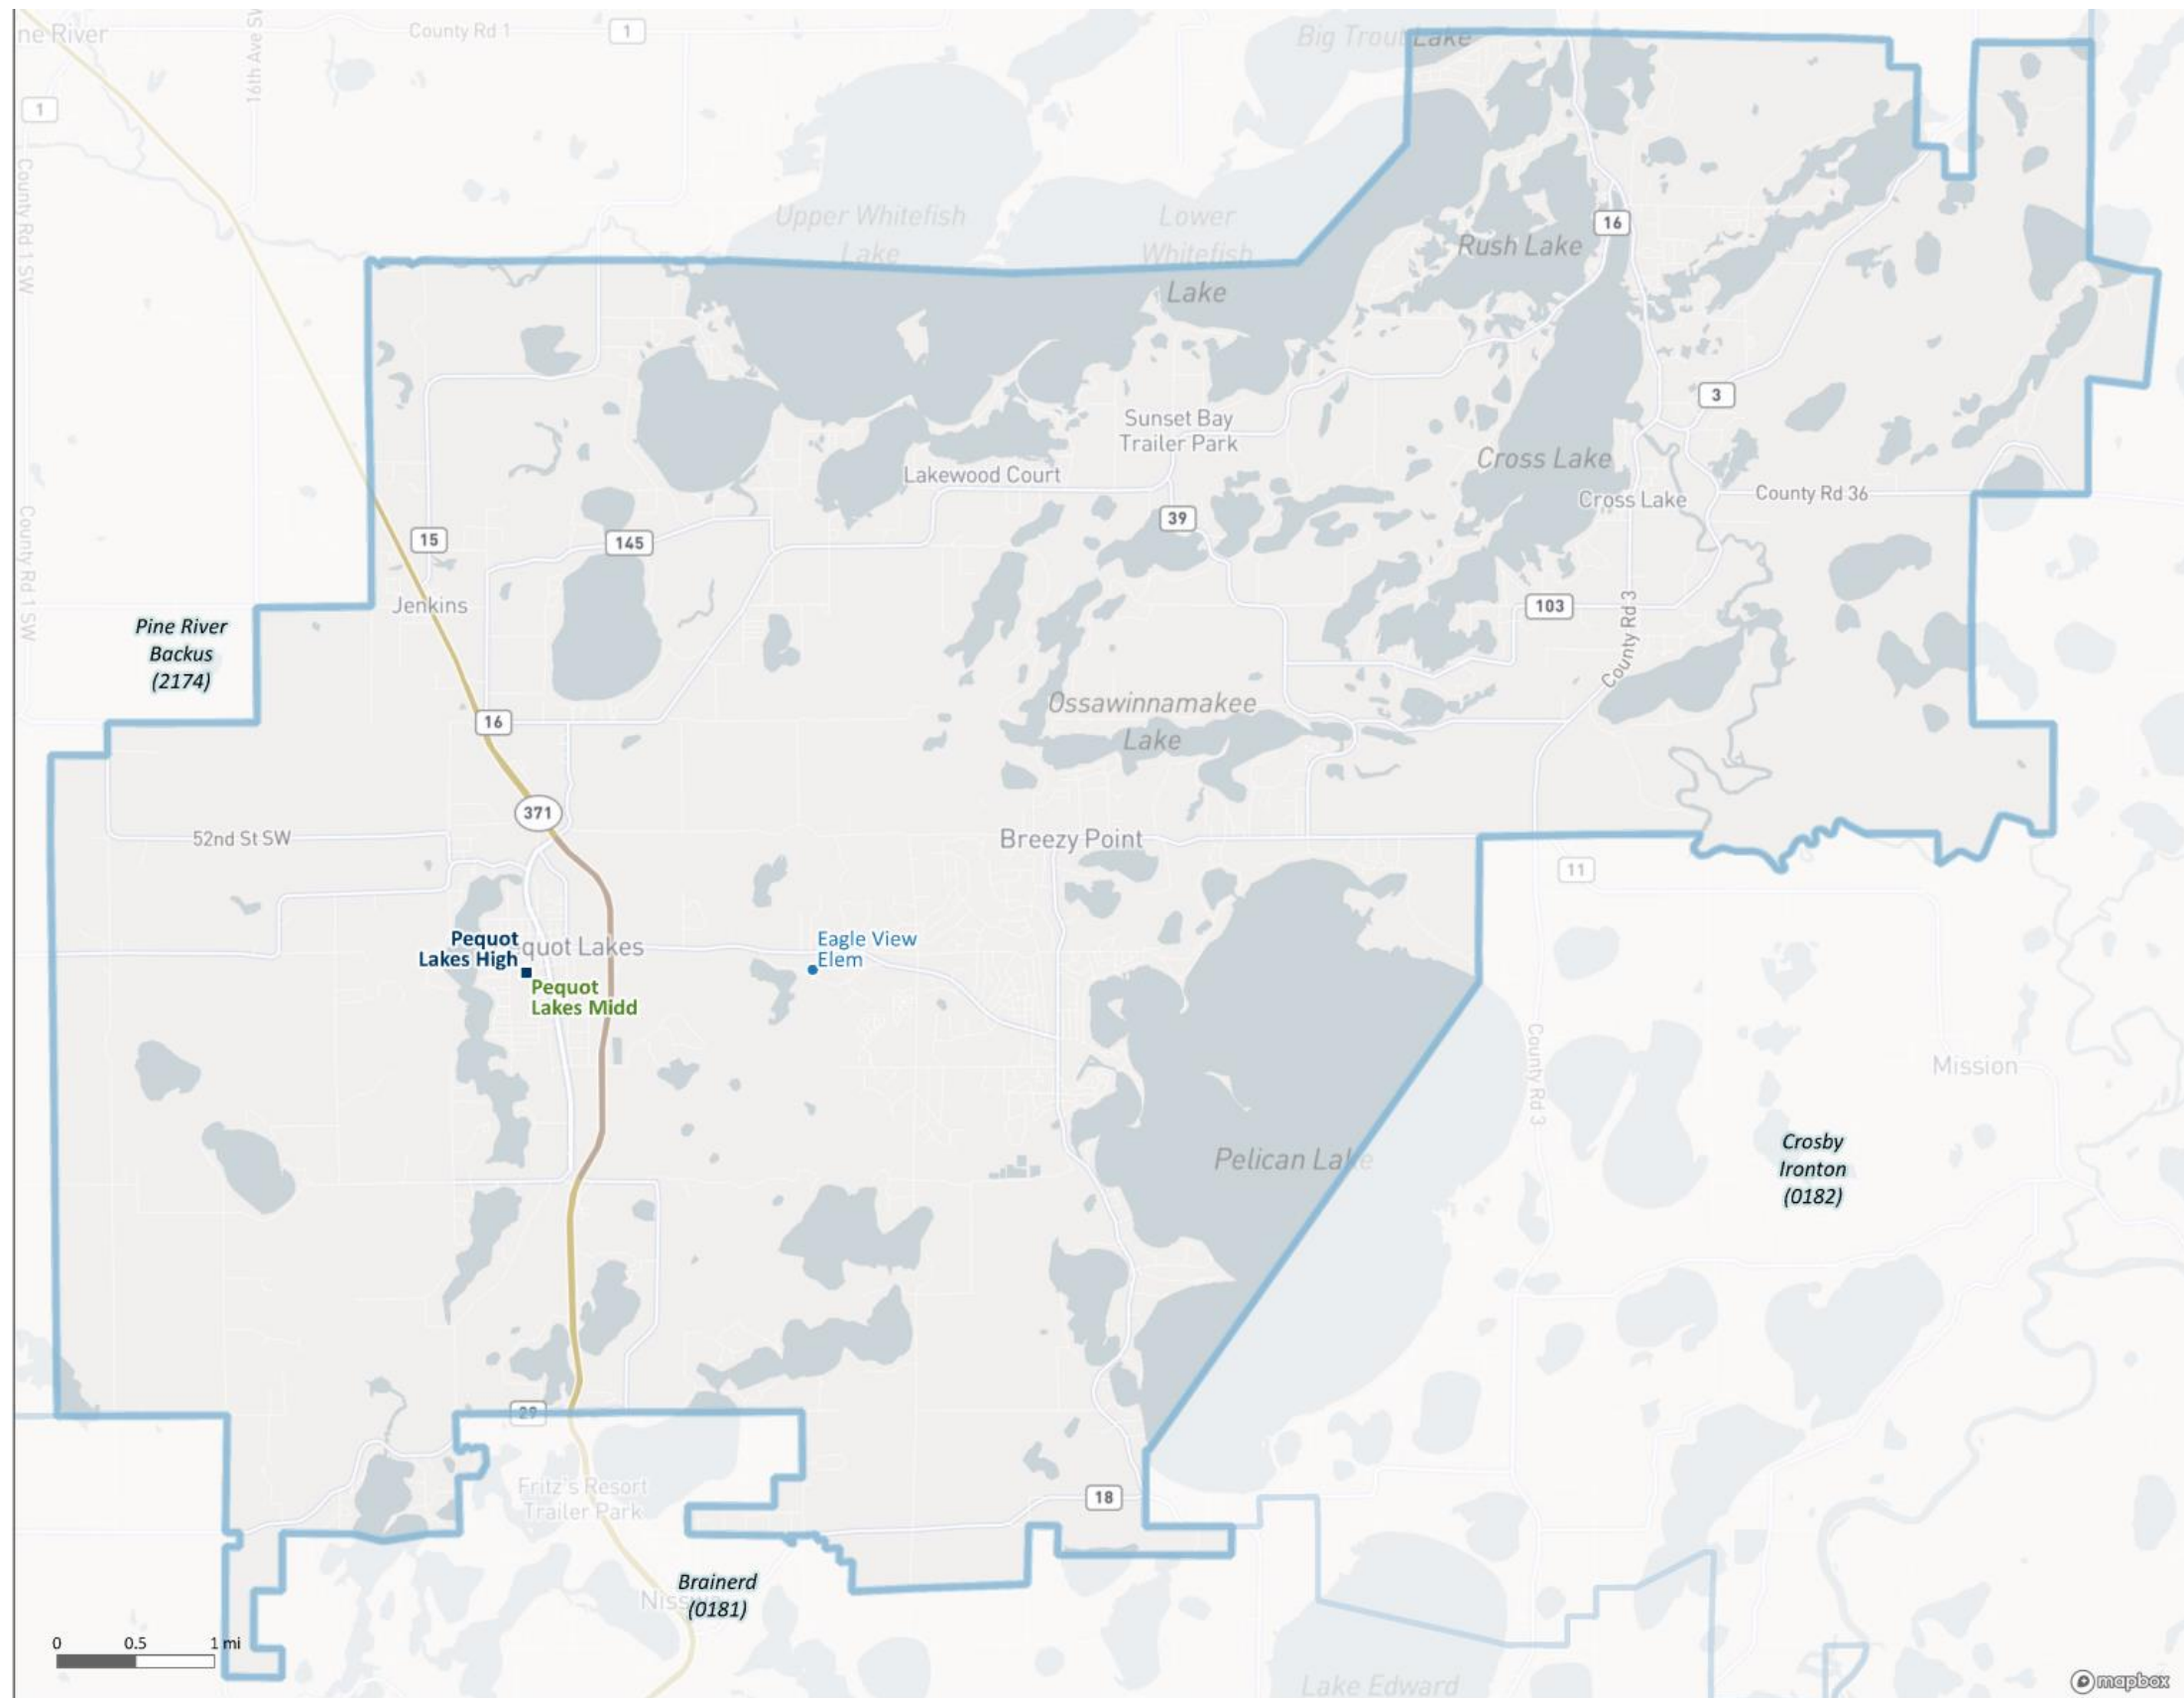 ne River
County Rd 1
1
16th Ave SW
Big Trout Lake
1
County Rd 1 SW
Upper Whitefish
Lake
Lower
Whitefish
Lake
Rush Lake
16
3
Sunset Bay
Trailer Park
Cross Lake
Lakewood Court
Cross Lake
County Rd 36
39
County Rd 1 SW
15
145
Jenkins
103
County Rd 3
Pine River
Backus
(2174)
Ossawinnamakee
Lake
16
371
52nd St SW
Breezy Point
11
Pequot
Lakes High
quot Lakes
Eagle View
Elem
Pequot
Lakes Midd
County Rd 3
Mission
Pelican Lake
Crosby
Ironton
(0182)
29
Fritz's Resort
Trailer Park
18
Brainerd
(0181)
0 0.5 1 mi
Lake Edward
mapbox